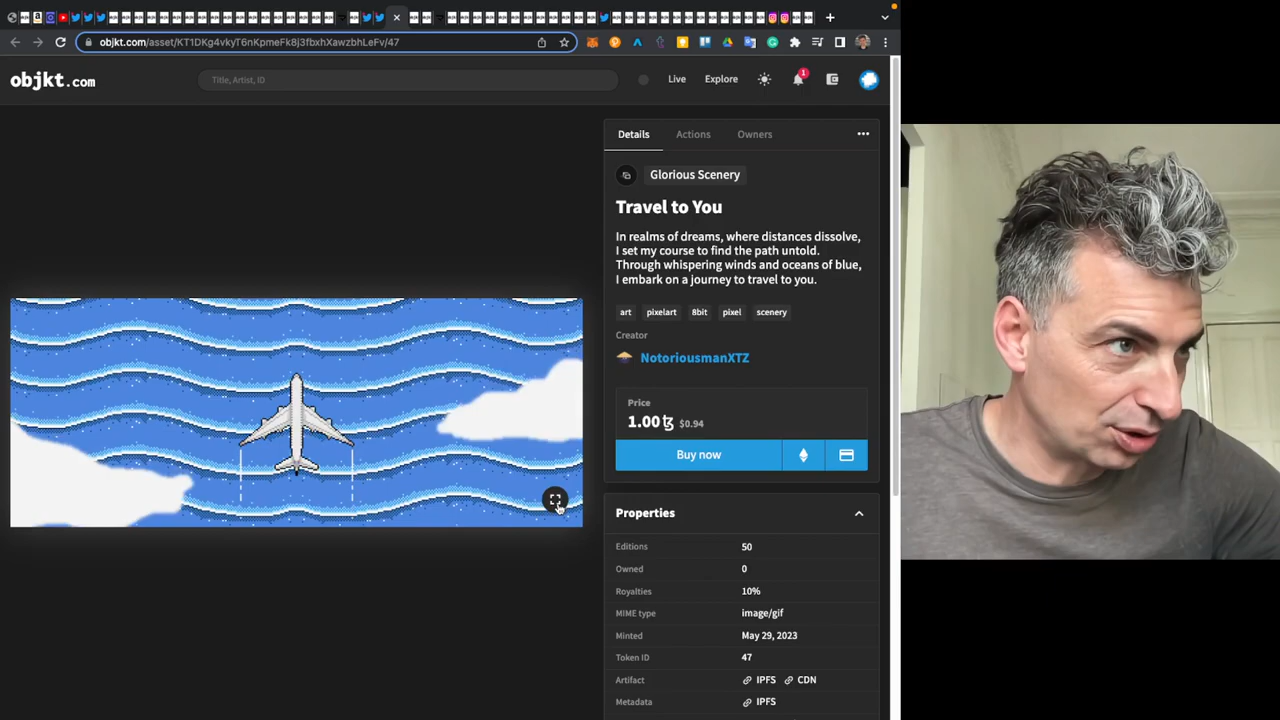 objkt.com/asset/KT1DKg4vkyT6nKpmeFk8j3fbxhXawzbhLeFv/47
objkt.com
Title, Artist, ID
Live
Explore
1
Details
Actions
Owners
Glorious Scenery
Travel to You
In realms of dreams, where distances dissolve,
I set my course to find the path untold.
Through whispering winds and oceans of blue,
I embark on a journey to travel to you.
art
pixelart
8bit
pixel
scenery
Creator
NotoriousmanXTZ
Price
1.00 ꜩ $0.94
Buy now
Properties
Editions 50
Owned 0
Royalties 10%
MIME type image/gif
Minted May 29, 2023
Token ID 47
Artifact IPFS CDN
Metadata IPFS